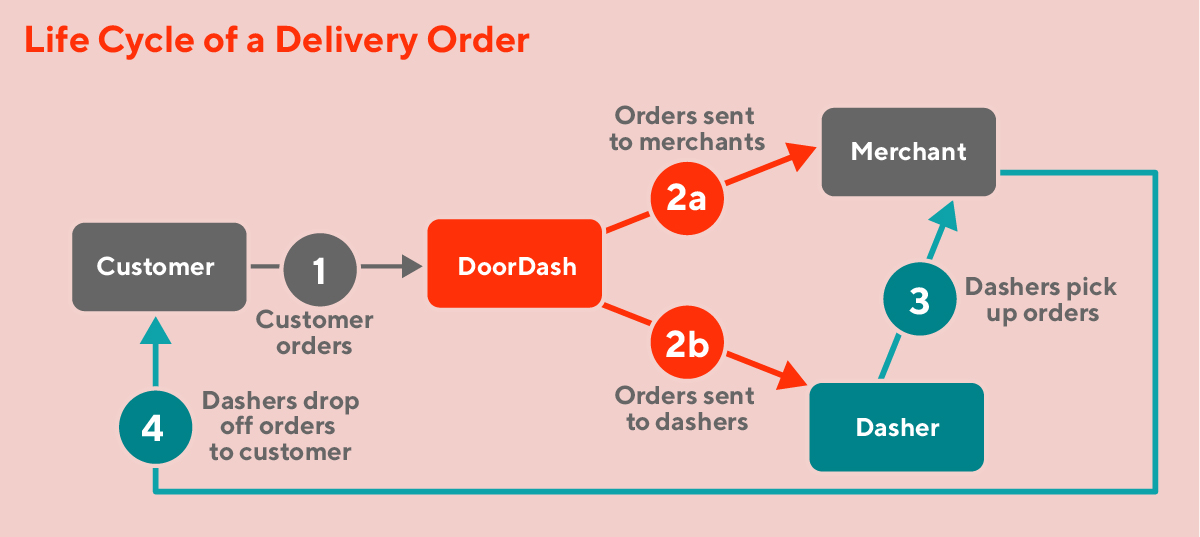 Life Cycle of a Delivery Order
Orders sent
to merchants
Merchant
2a
Customer
1
DoorDash
Customer
orders
3
Dashers pick
up orders
2b
Orders sent
to dashers
Dasher
4
Dashers drop
off orders
to customer